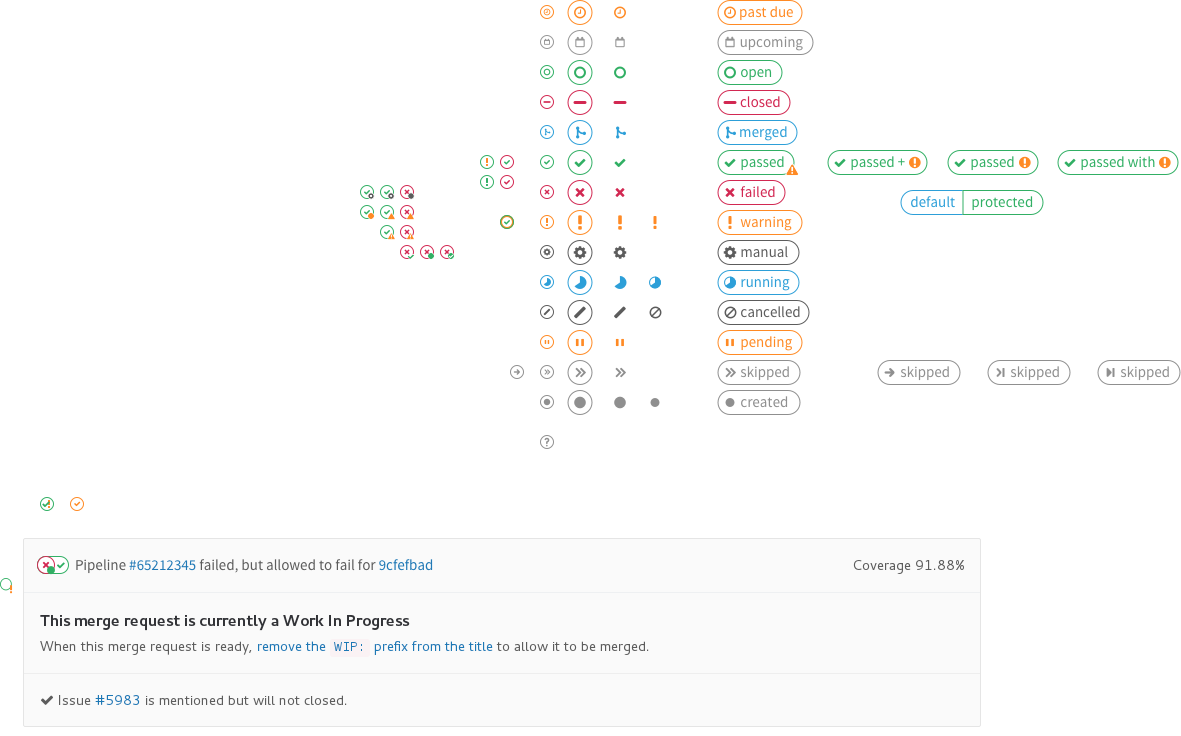 past due
upcoming
open
closed
merged
passed passed + passed passed with
failed default protected
warning
manual
running
cancelled
pending
skipped skipped skipped skipped
created
?
Pipeline #65212345 failed, but allowed to fail for 9cfefbad Coverage 91.88%
This merge request is currently a Work In Progress
When this merge request is ready, remove the WIP: prefix from the title to allow it to be merged.
Issue #5983 is mentioned but will not closed.